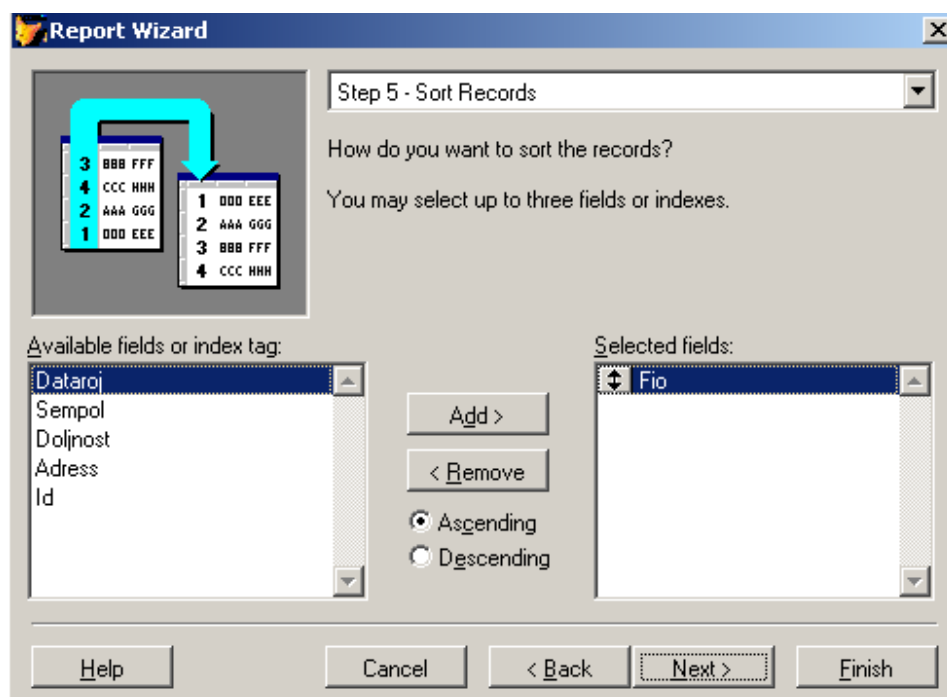 Report Wizard
Step 5 - Sort Records
3 BBB FFF
4 CCC HHH
2 AAA GGG
1 DDD EEE
1 DDD EEE
2 AAA GGG
3 BBB FFF
4 CCC HHH
How do you want to sort the records?
You may select up to three fields or indexes.
Available fields or index tag:
Dataroj
Sempol
Doljnost
Adress
Id
Add >
< Remove
Ascending
Descending
Selected fields:
Fio
Help
Cancel
< Back
Next >
Finish